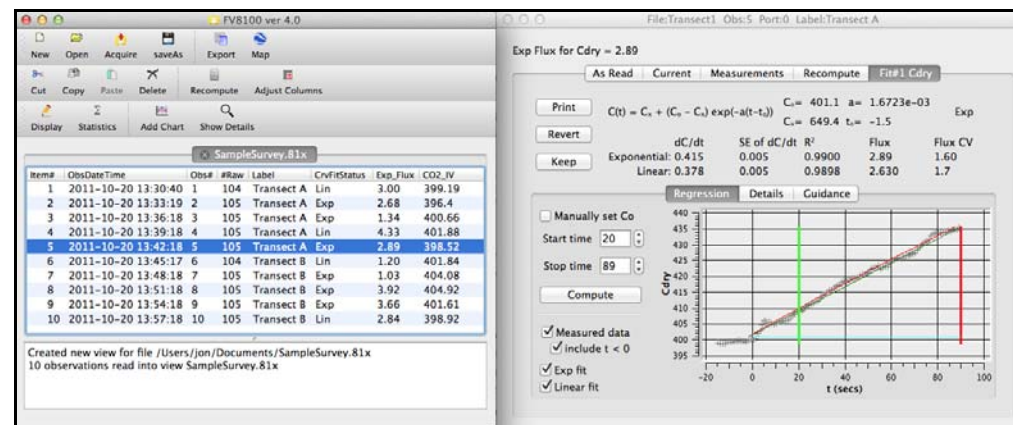 FV8100 ver 4.0
New Open Acquire saveAs Export Map
Cut Copy Paste Delete Recompute Adjust Columns
Display Statistics Add Chart Show Details
SampleSurvey.81x
Item# ObsDateTime Obs# #Raw Label CrvFitStatus Exp_Flux CO2_IV
1 2011-10-20 13:30:40 1 104 Transect A Lin 3.00 399.19
2 2011-10-20 13:33:19 2 105 Transect A Exp 2.68 396.4
3 2011-10-20 13:36:18 3 105 Transect A Exp 1.34 400.66
4 2011-10-20 13:39:18 4 105 Transect A Lin 4.33 401.88
5 2011-10-20 13:42:18 5 105 Transect A Exp 2.89 398.52
6 2011-10-20 13:45:17 6 104 Transect B Lin 1.20 401.84
7 2011-10-20 13:48:18 7 105 Transect B Exp 1.03 404.08
8 2011-10-20 13:51:18 8 105 Transect B Exp 3.92 404.92
9 2011-10-20 13:54:18 9 105 Transect B Exp 3.66 401.61
10 2011-10-20 13:57:18 10 105 Transect B Lin 2.84 398.92
Created new view for file /Users/jon/Documents/SampleSurvey.81x
10 observations read into view SampleSurvey.81x
File:Transect1 Obs:5 Port:0 Label:Transect A
Exp Flux for Cdry = 2.89
As Read Current Measurements Recompute Fit#1 Cdry
Print
Revert
Keep
C(t) = Cₓ + (Cₒ - Cₓ) exp(-a(t-tₒ))
Cₒ= 401.1 a= 1.6723e-03 Exp
Cₓ= 649.4 tₒ= -1.5
dC/dt SE of dC/dt R² Flux Flux CV
Exponential: 0.415 0.005 0.9900 2.89 1.60
Linear: 0.378 0.005 0.9898 2.630 1.7
Regression Details Guidance
Manually set Co
Start time 20
Stop time 89
Compute
Measured data
include t < 0
Exp fit
Linear fit
Cdry
440
435
430
425
420
415
410
405
400
395
-20 0 20 40 60 80 100
t (secs)